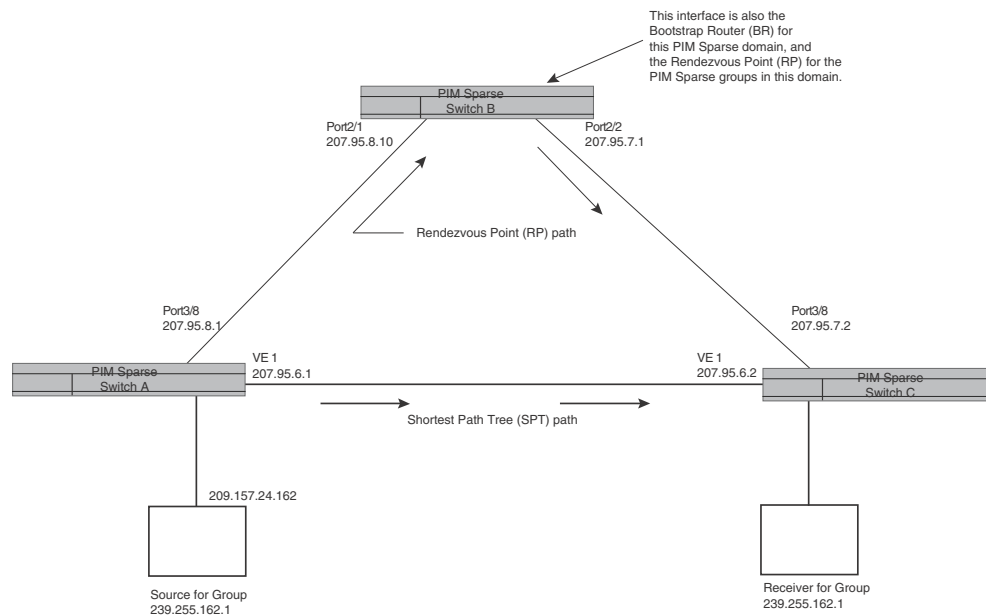 This interface is also the
Bootstrap Router (BR) for
this PIM Sparse domain, and
the Rendezvous Point (RP) for the
PIM Sparse groups in this domain.
PIM Sparse
Switch B
Port2/1
207.95.8.10
Port2/2
207.95.7.1
Rendezvous Point (RP) path
Port3/8
207.95.8.1
Port3/8
207.95.7.2
PIM Sparse
Switch A
VE 1
207.95.6.1
VE 1
207.95.6.2
PIM Sparse
Switch C
Shortest Path Tree (SPT) path
209.157.24.162
Source for Group
239.255.162.1
Receiver for Group
239.255.162.1